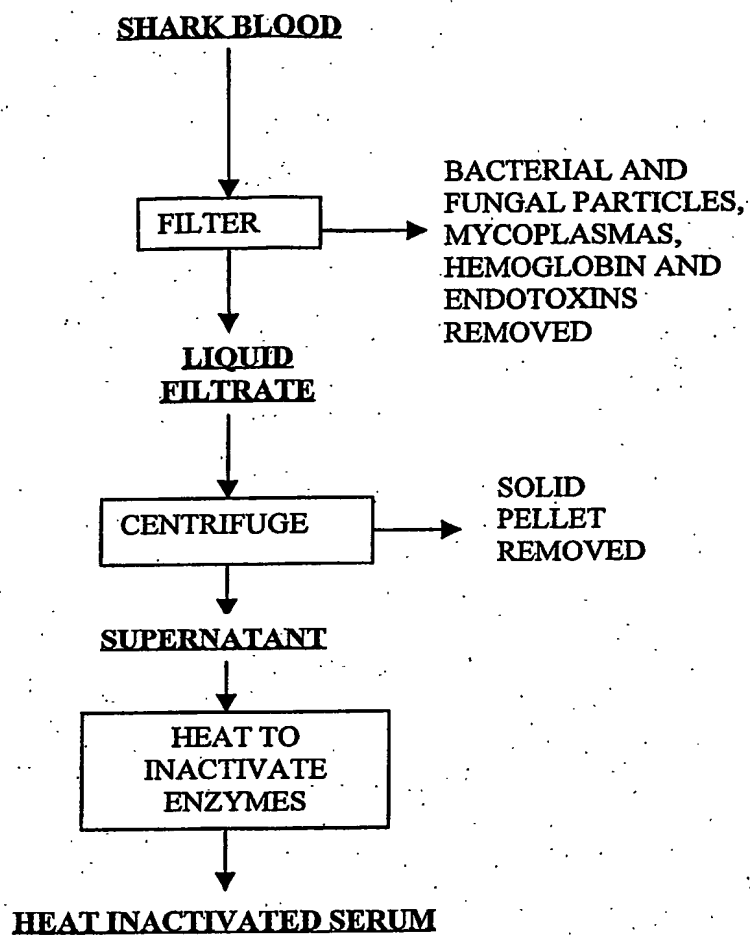 SHARK BLOOD
FILTER
BACTERIAL AND
FUNGAL PARTICLES,
MYCOPLASMAS,
HEMOGLOBIN AND
ENDOTOXINS
REMOVED
LIQUID
FILTRATE
CENTRIFUGE
SOLID
PELLET
REMOVED
SUPERNATANT
HEAT TO
INACTIVATE
ENZYMES
HEAT INACTIVATED SERUM